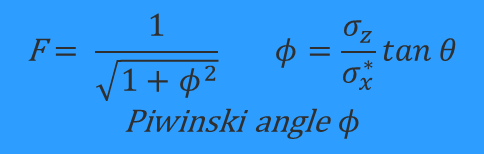 F = 1 / √(1 + ϕ²)   ϕ = σ_z / σ_x^* tan θ
Piwinski angle ϕ